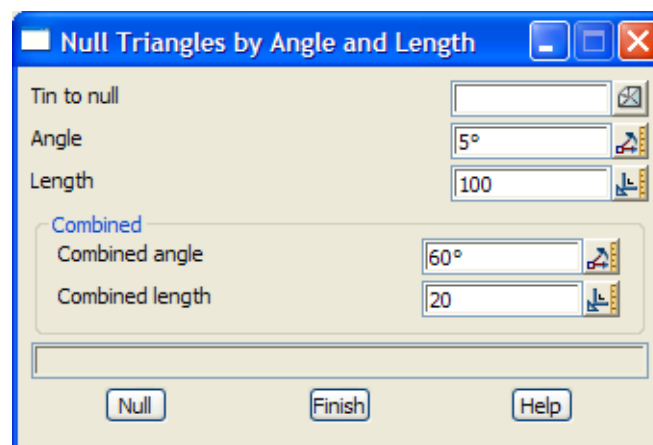 Null Triangles by Angle and Length
Tin to null
Angle 5°
Length 100
Combined
Combined angle 60°
Combined length 20
Null Finish Help